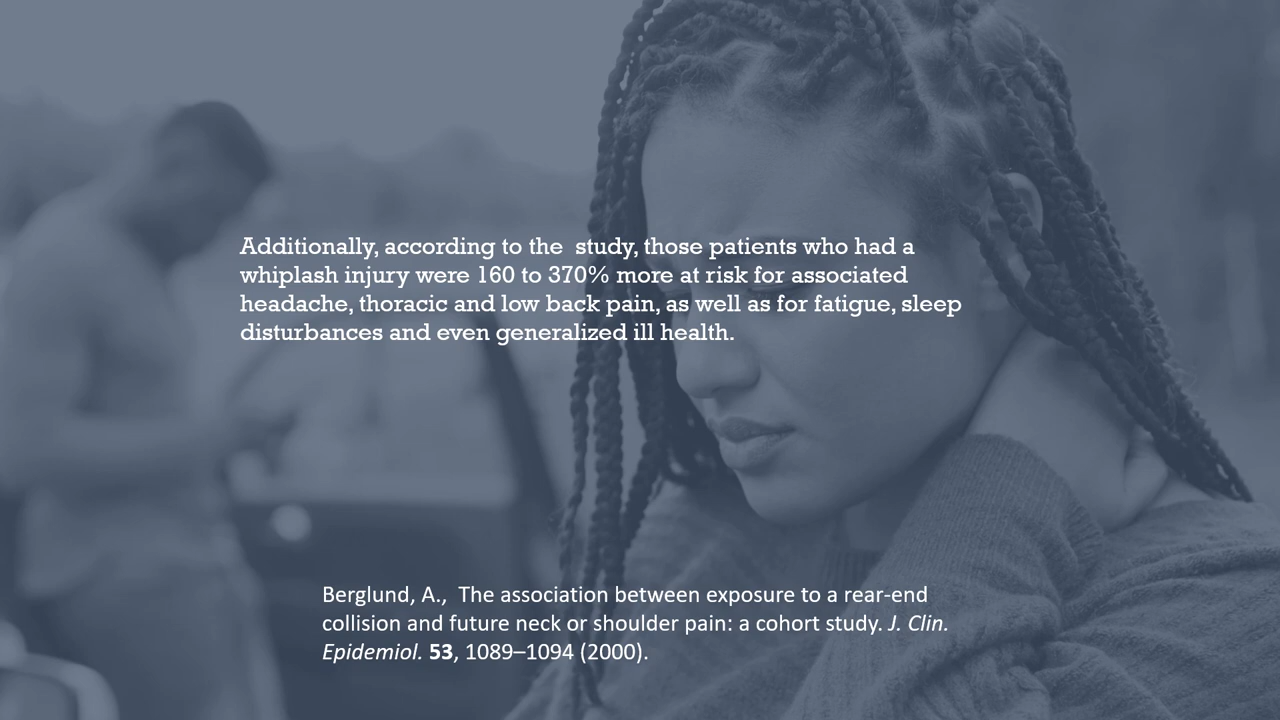 Additionally, according to the  study, those patients who had a
whiplash injury were 160 to 370% more at risk for associated
headache, thoracic and low back pain, as well as for fatigue, sleep
disturbances and even generalized ill health.
Berglund, A.,  The association between exposure to a rear-end
collision and future neck or shoulder pain: a cohort study. J. Clin.
Epidemiol. 53, 1089–1094 (2000).